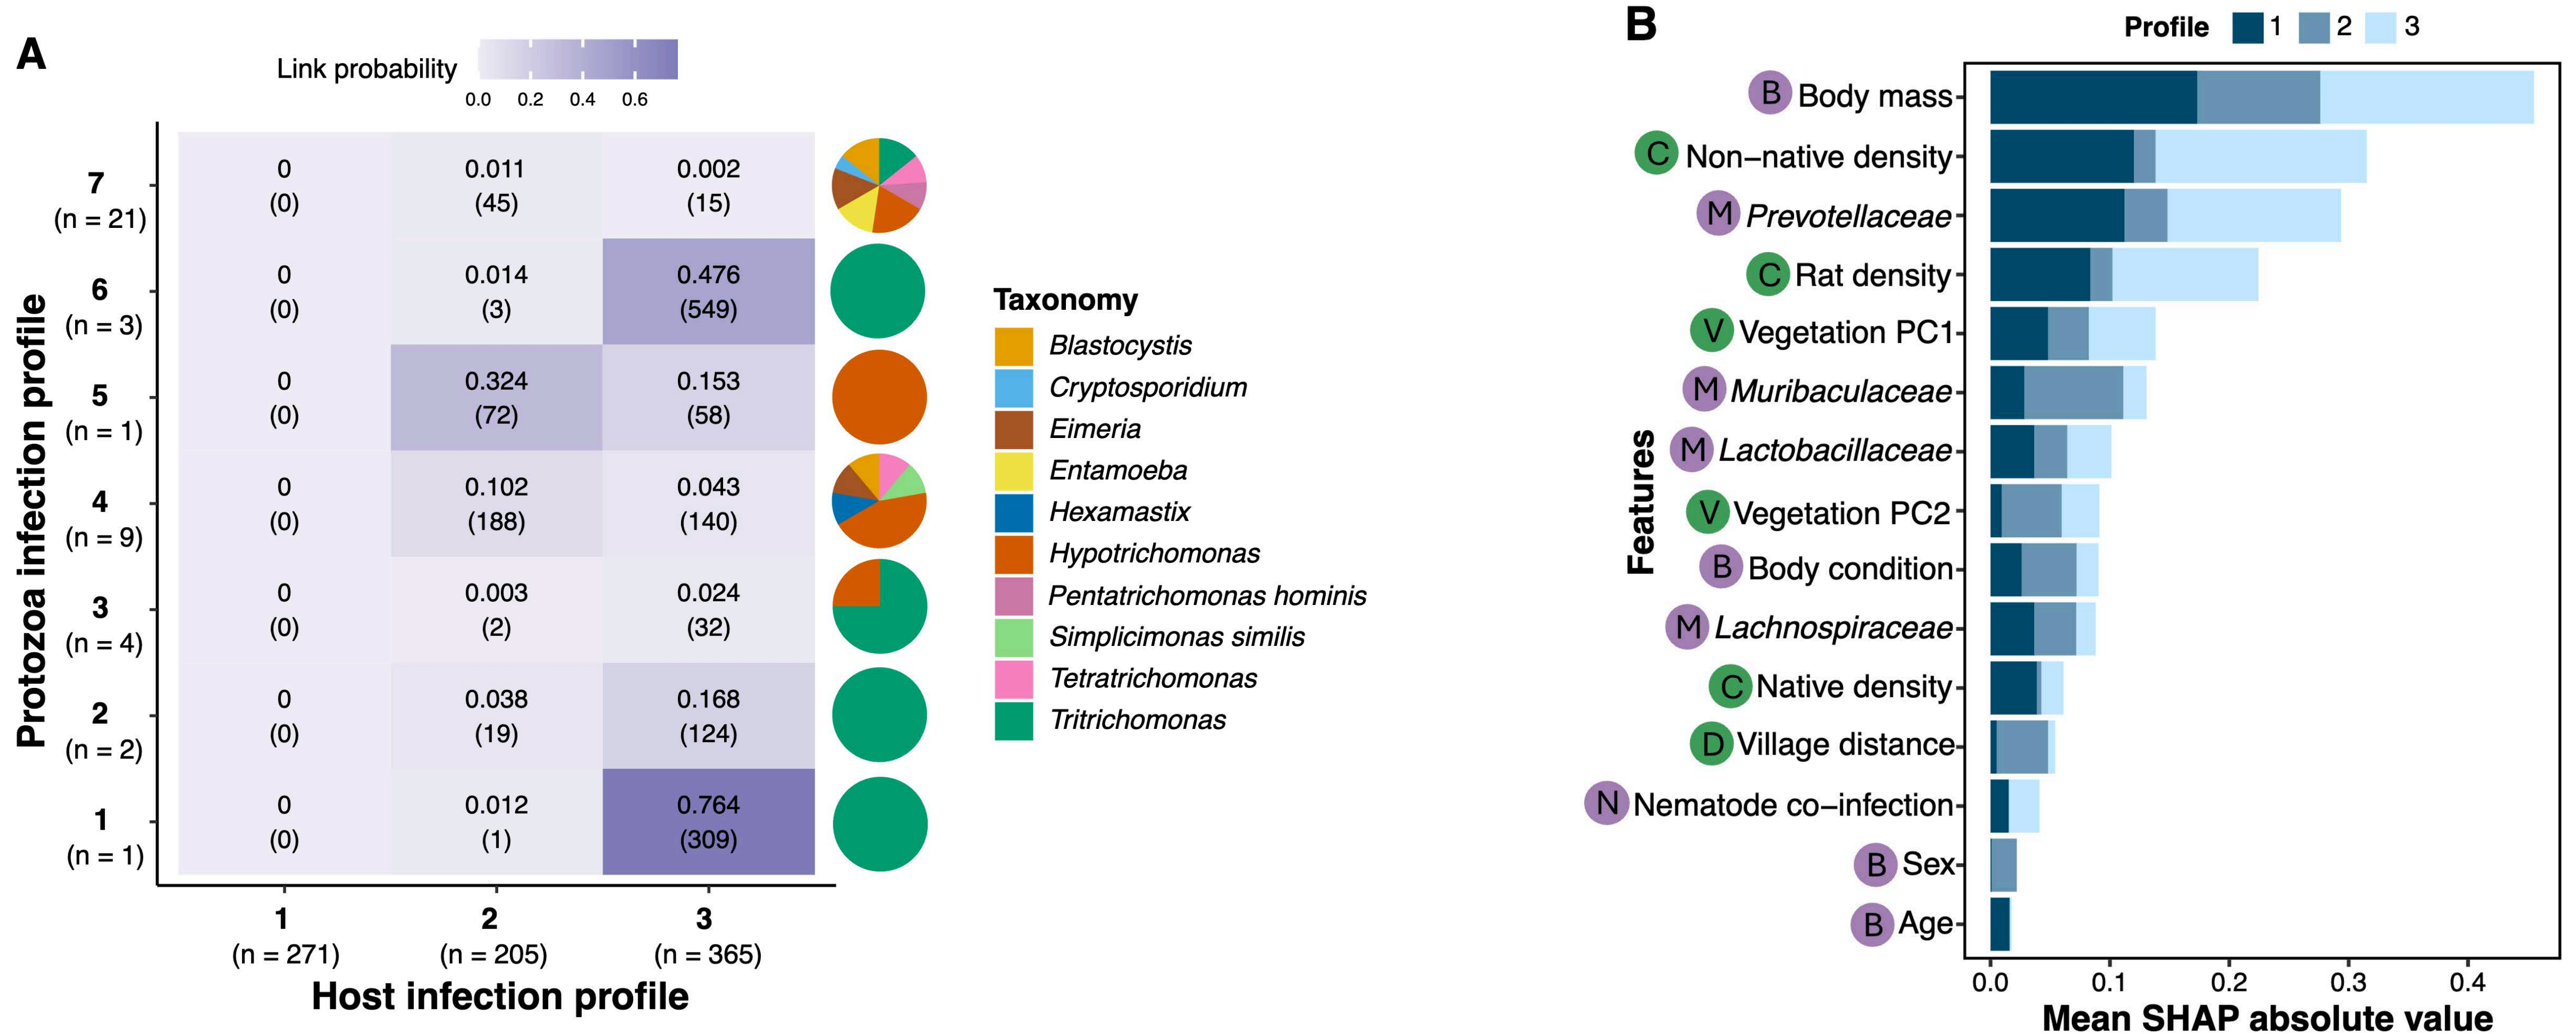 A
Link probability
0.0 0.2 0.4 0.6
Protozoa infection profile
7
(n = 21)
0
(0)
0.011
(45)
0.002
(15)
6
(n = 3)
0
(0)
0.014
(3)
0.476
(549)
5
(n = 1)
0
(0)
0.324
(72)
0.153
(58)
4
(n = 9)
0
(0)
0.102
(188)
0.043
(140)
3
(n = 4)
0
(0)
0.003
(2)
0.024
(32)
2
(n = 2)
0
(0)
0.038
(19)
0.168
(124)
1
(n = 1)
0
(0)
0.012
(1)
0.764
(309)
1
(n = 271)
2
(n = 205)
3
(n = 365)
Host infection profile
Taxonomy
Blastocystis
Cryptosporidium
Eimeria
Entamoeba
Hexamastix
Hypotrichomonas
Pentatrichomonas hominis
Simplicimonas similis
Tetratrichomonas
Tritrichomonas
B
Profile 1 2 3
Features
B Body mass
C Non−native density
M Prevotellaceae
C Rat density
V Vegetation PC1
M Muribaculaceae
M Lactobacillaceae
V Vegetation PC2
B Body condition
M Lachnospiraceae
C Native density
D Village distance
N Nematode co−infection
B Sex
B Age
0.0 0.1 0.2 0.3 0.4
Mean SHAP absolute value